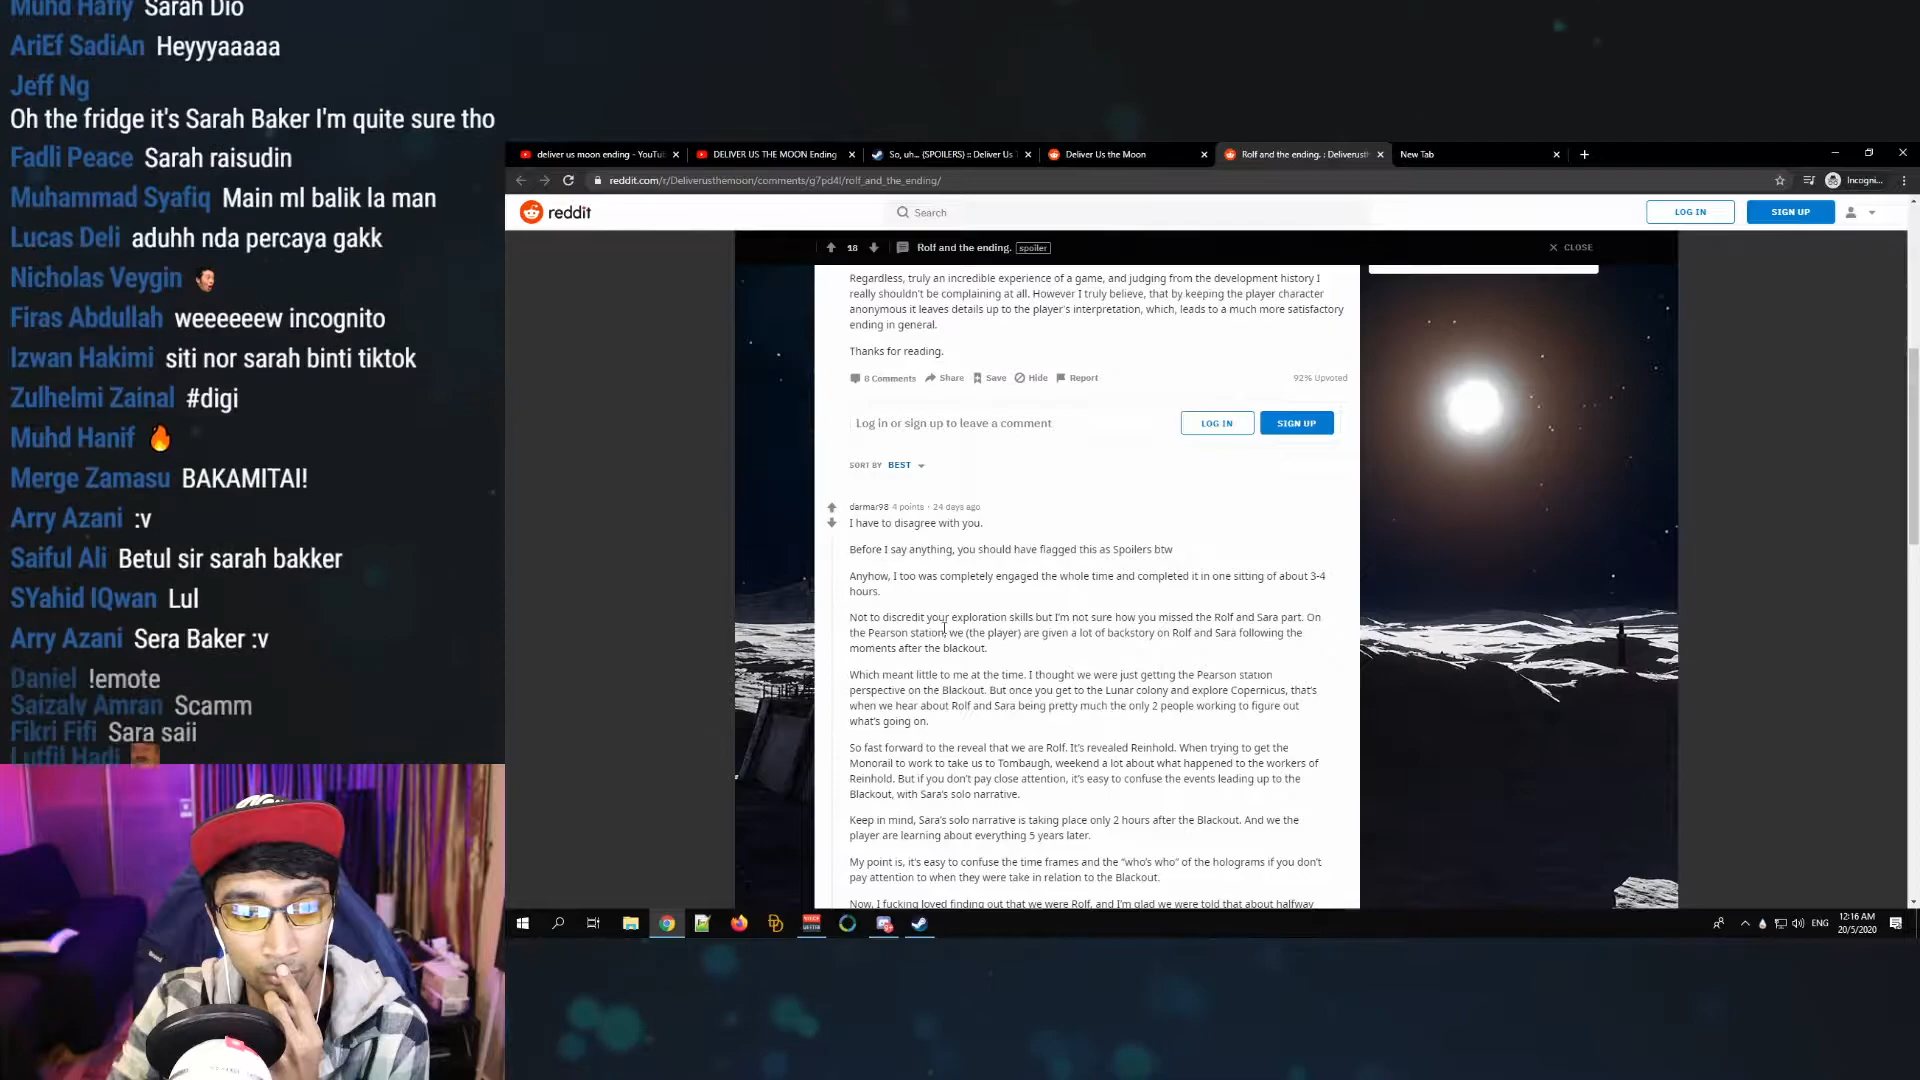 Muhd Hafiy Sarah Dio
AriEf SadiAn Heyyyaaaaa
Jeff Ng
Oh the fridge it's Sarah Baker I'm quite sure tho
Fadli Peace Sarah raisudin
Muhammad Syafiq Main ml balik la man
Lucas Deli aduhh nda percaya gakk
Nicholas Veygin
Firas Abdullah weeeeeew incognito
Izwan Hakimi siti nor sarah binti tiktok
Zulhelmi Zainal #digi
Muhd Hanif
Merge Zamasu BAKAMITAI!
Arry Azani :v
Saiful Ali Betul sir sarah bakker
SYahid IQwan Lul
Arry Azani Sera Baker :v
Daniel !emote
Saizaly Amran Scamm
Fikri Fifi Sara saii
Lutfil Hadi
deliver us moon ending - YouTu
DELIVER US THE MOON Ending
So, uh... (SPOILERS) :: Deliver Us T
Deliver Us the Moon
Rolf and the ending. : Deliverusth
New Tab
reddit.com/r/Deliverusthemoon/comments/g7pd4l/rolf_and_the_ending/
Incogni...
reddit
Search
LOG IN
SIGN UP
18
Rolf and the ending. spoiler
CLOSE
Regardless, truly an incredible experience of a game, and judging from the development history I
really shouldn't be complaining at all. However I truly believe, that by keeping the player character
anonymous it leaves details up to the player's interpretation, which, leads to a much more satisfactory
ending in general.
Thanks for reading.
8 Comments Share Save Hide Report
92% Upvoted
Log in or sign up to leave a comment
LOG IN
SIGN UP
SORT BY BEST
darmar98 4 points · 24 days ago
I have to disagree with you.
Before I say anything, you should have flagged this as Spoilers btw
Anyhow, I too was completely engaged the whole time and completed it in one sitting of about 3-4
hours.
Not to discredit your exploration skills but I'm not sure how you missed the Rolf and Sara part. On
the Pearson station, we (the player) are given a lot of backstory on Rolf and Sara following the
moments after the blackout.
Which meant little to me at the time. I thought we were just getting the Pearson station
perspective on the Blackout. But once you get to the Lunar colony and explore Copernicus, that's
when we hear about Rolf and Sara being pretty much the only 2 people working to figure out
what's going on.
So fast forward to the reveal that we are Rolf. It's revealed Reinhold. When trying to get the
Monorail to work to take us to Tombaugh, weekend a lot about what happened to the workers of
Reinhold. But if you don't pay close attention, it's easy to confuse the events leading up to the
Blackout, with Sara's solo narrative.
Keep in mind, Sara's solo narrative is taking place only 2 hours after the Blackout. And we the
player are learning about everything 5 years later.
My point is, it's easy to confuse the time frames and the "who's who" of the holograms if you don't
pay attention to when they were take in relation to the Blackout.
Now, I fucking loved finding out that we were Rolf, and I'm glad we were told that about halfway
ENG
12:16 AM
20/5/2020